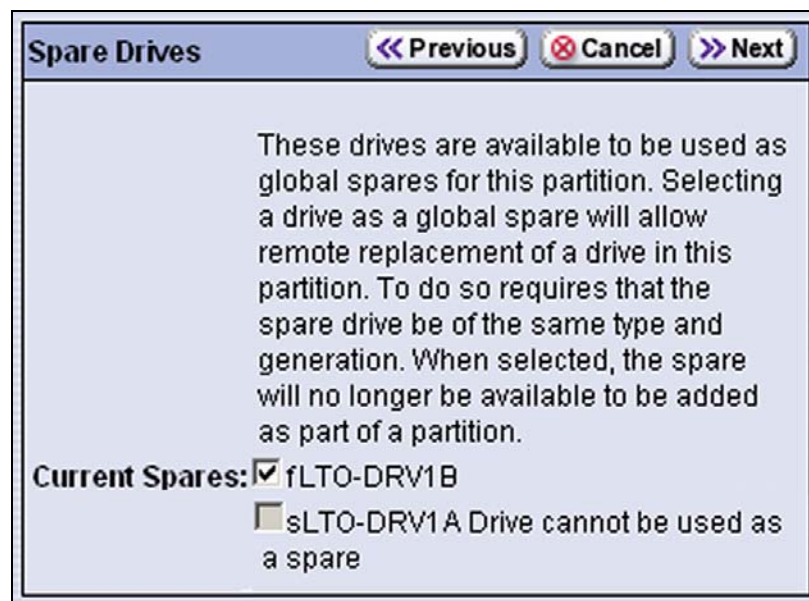 Spare Drives
Previous
Cancel
Next
These drives are available to be used as
global spares for this partition. Selecting
a drive as a global spare will allow
remote replacement of a drive in this
partition. To do so requires that the
spare drive be of the same type and
generation. When selected, the spare
will no longer be available to be added
as part of a partition.
Current Spares: fLTO-DRV1B
sLTO-DRV1A Drive cannot be used as
a spare